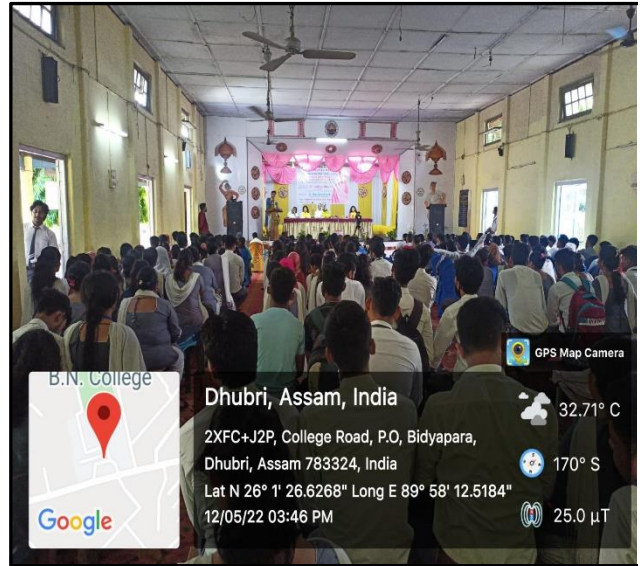 GPS Map Camera
B.N. College
Google
Dhubri, Assam, India
2XFC+J2P, College Road, P.O, Bidyapara,
Dhubri, Assam 783324, India
Lat N 26° 1' 26.6268" Long E 89° 58' 12.5184"
12/05/22 03:46 PM
32.71° C
170° S
25.0 µT